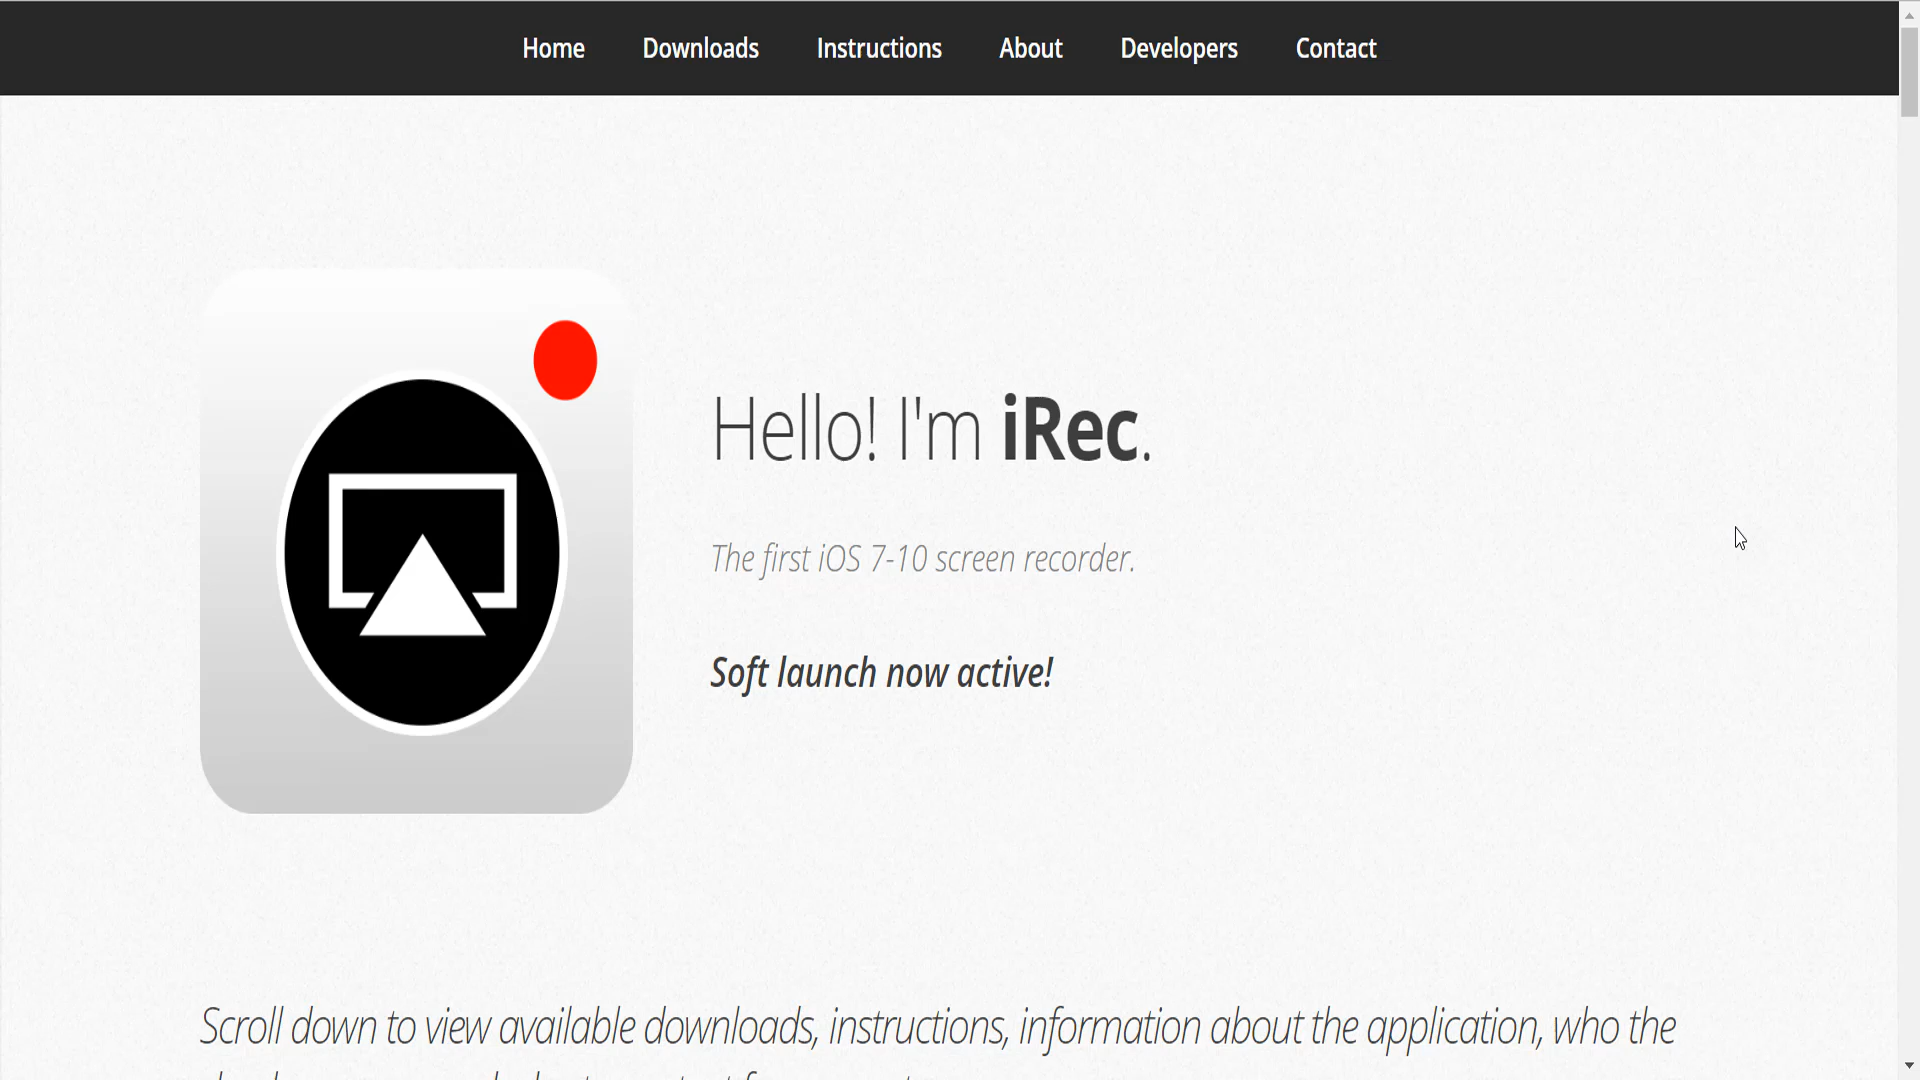 Home Downloads Instructions About Developers Contact
Hello! I'm iRec.
The first iOS 7-10 screen recorder.
Soft launch now active!
Scroll down to view available downloads, instructions, information about the application, who the